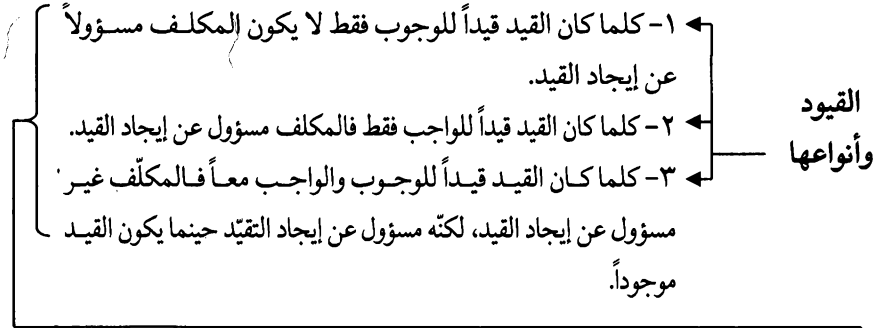 القيود
وأنواعها
١- كلما كان القيد قيداً للوجوب فقط لا يكون المكلف مسؤولاً
عن إيجاد القيد.
٢- كلما كان القيد قيداً للواجب فقط فالمكلف مسؤول عن إيجاد القيد.
٣- كلما كان القيد قيداً للوجوب والواجب معاً فالمكلّف غير
مسؤول عن إيجاد القيد، لكنّه مسؤول عن إيجاد التقيّد حينما يكون القيد
موجوداً.